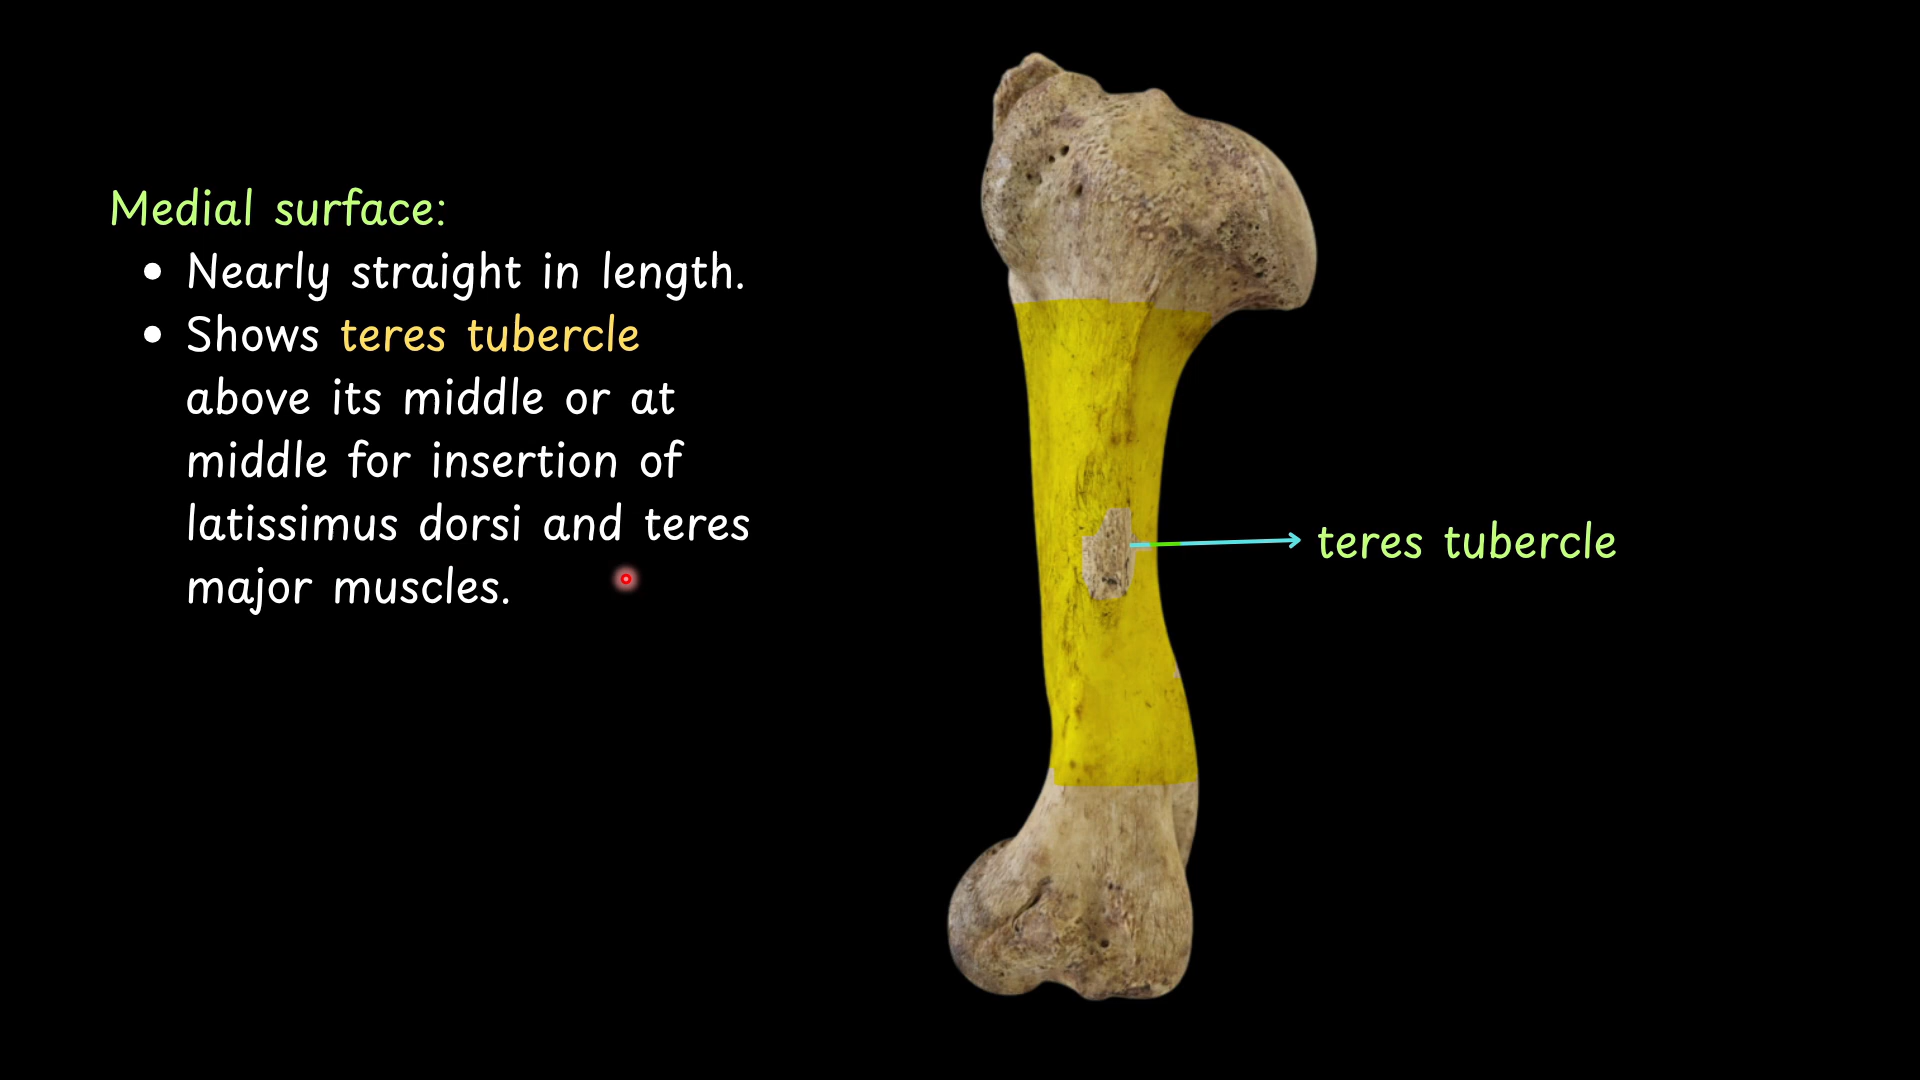 Medial surface:
• Nearly straight in length.
• Shows teres tubercle
above its middle or at
middle for insertion of
latissimus dorsi and teres
major muscles.
teres tubercle